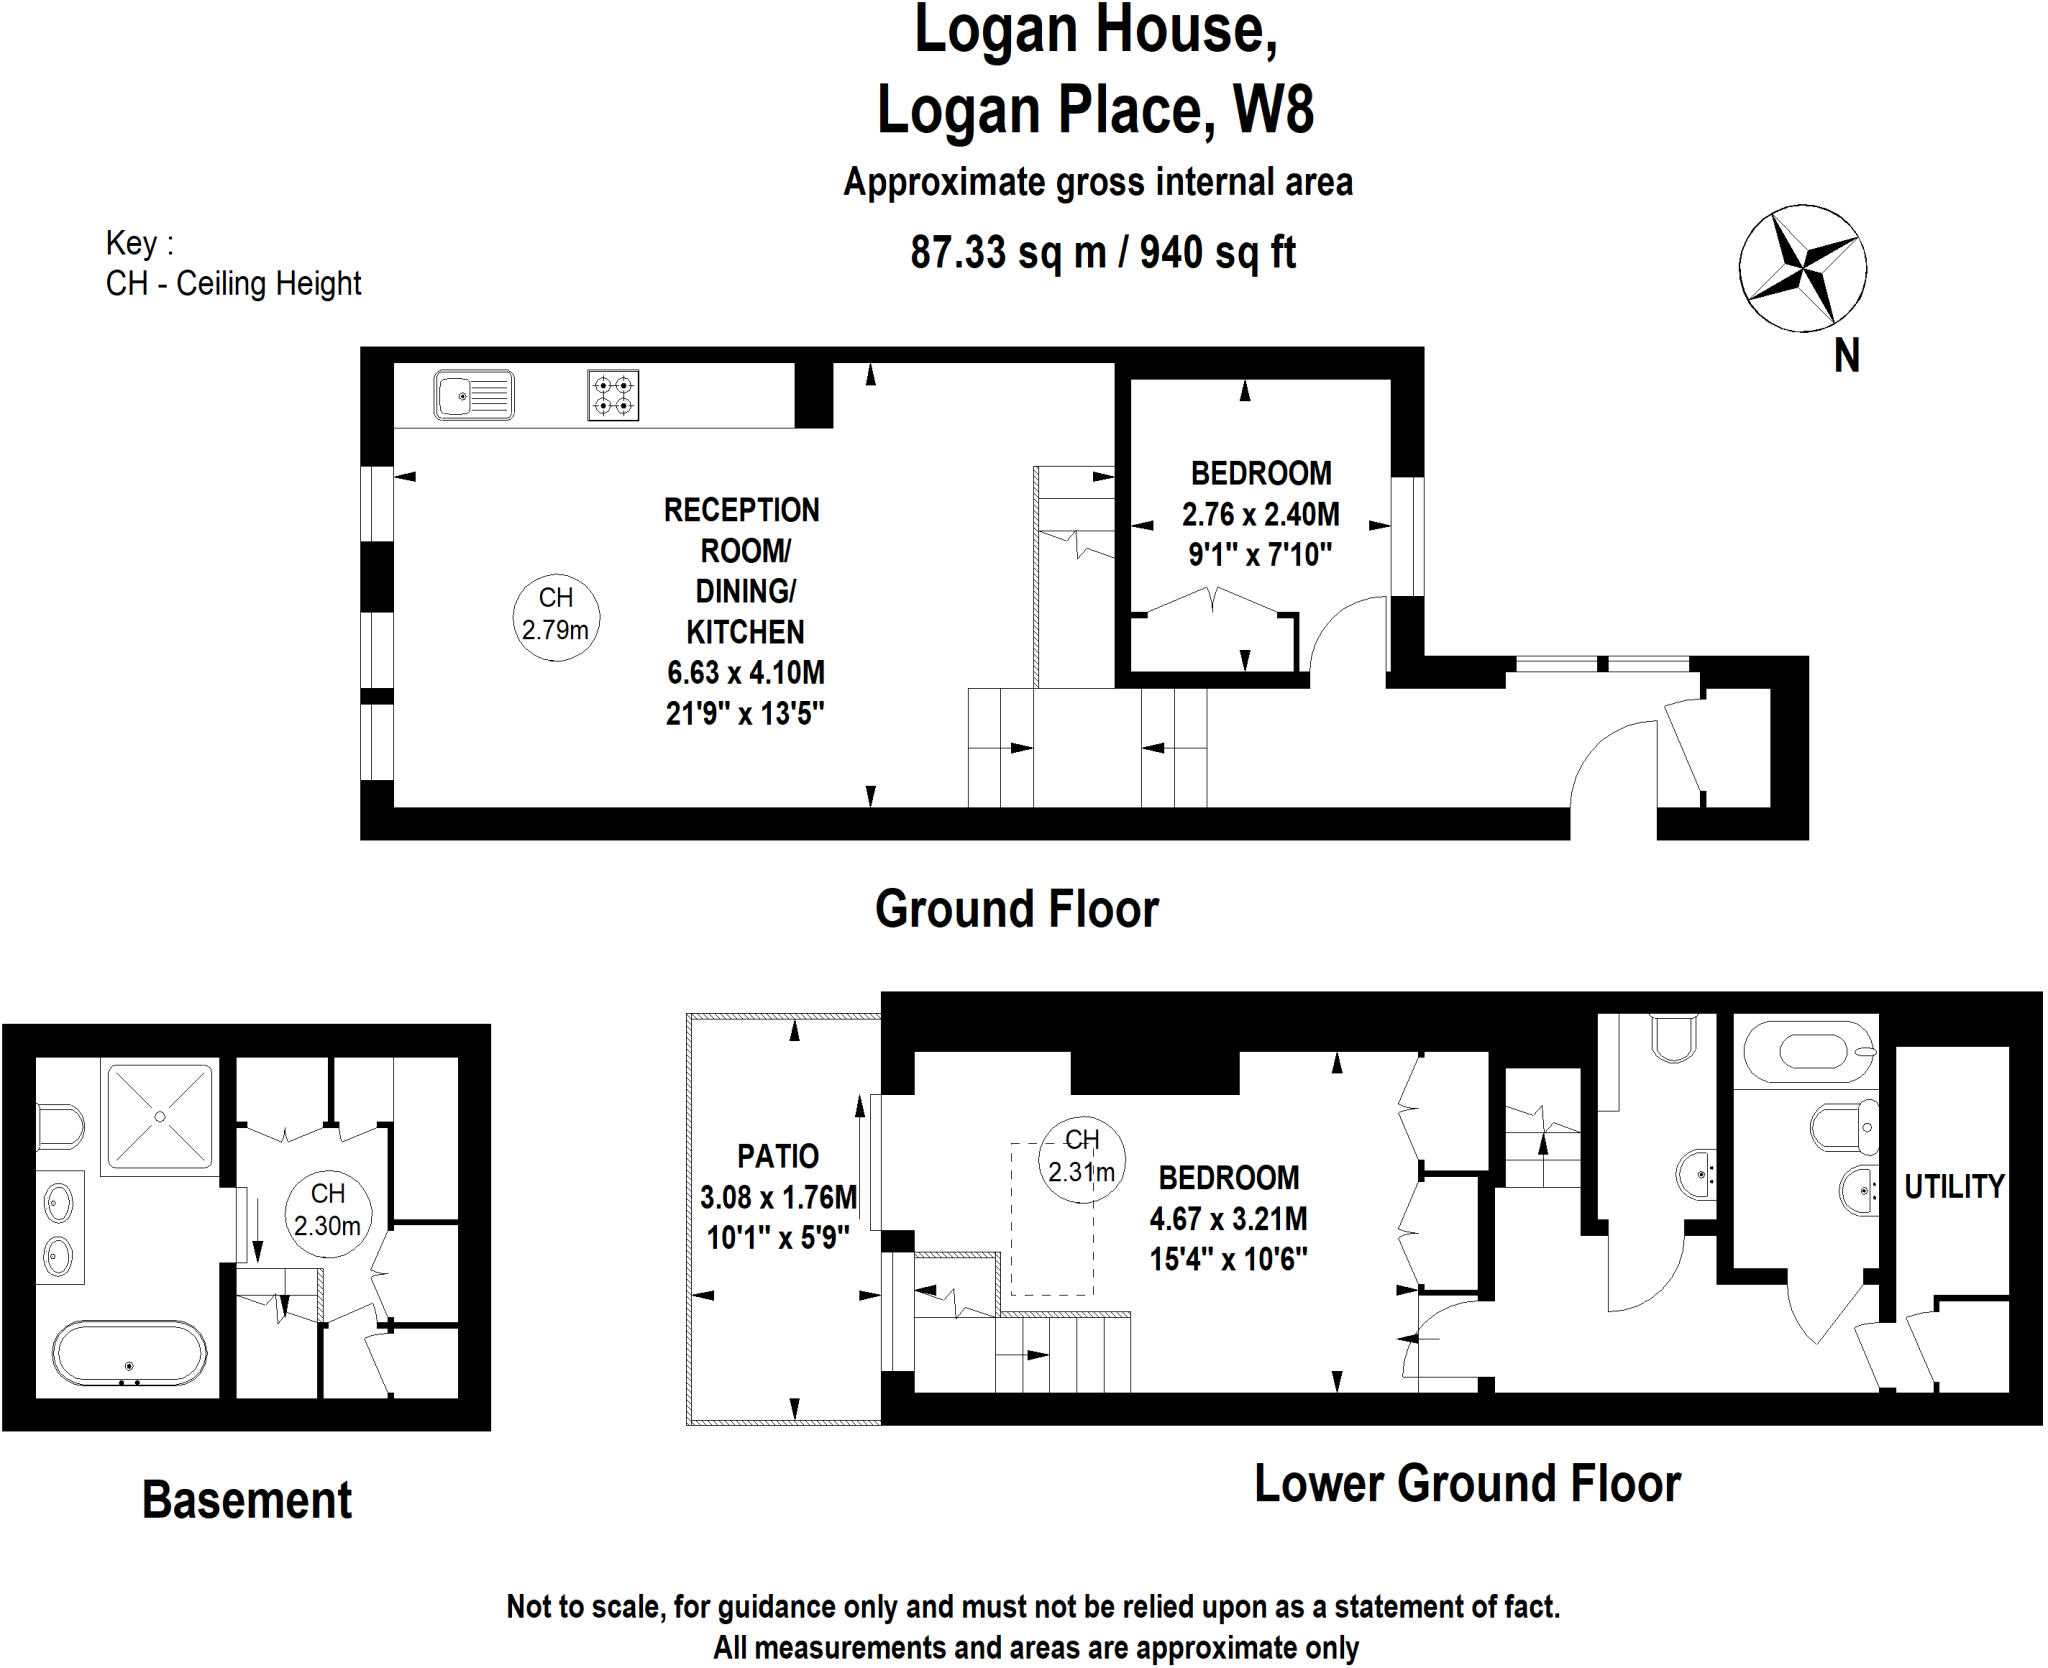 Logan House,
Logan Place, W8
Approximate gross internal area
87.33 sq m / 940 sq ft
Key :
CH - Ceiling Height
N
RECEPTION
ROOM/
DINING/
KITCHEN
6.63 x 4.10M
21'9" x 13'5"
CH
2.79m
BEDROOM
2.76 x 2.40M
9'1" x 7'10"
Ground Floor
CH
2.30m
Basement
PATIO
3.08 x 1.76M
10'1" x 5'9"
CH
2.31m
BEDROOM
4.67 x 3.21M
15'4" x 10'6"
UTILITY
Lower Ground Floor
Not to scale, for guidance only and must not be relied upon as a statement of fact.
All measurements and areas are approximate only